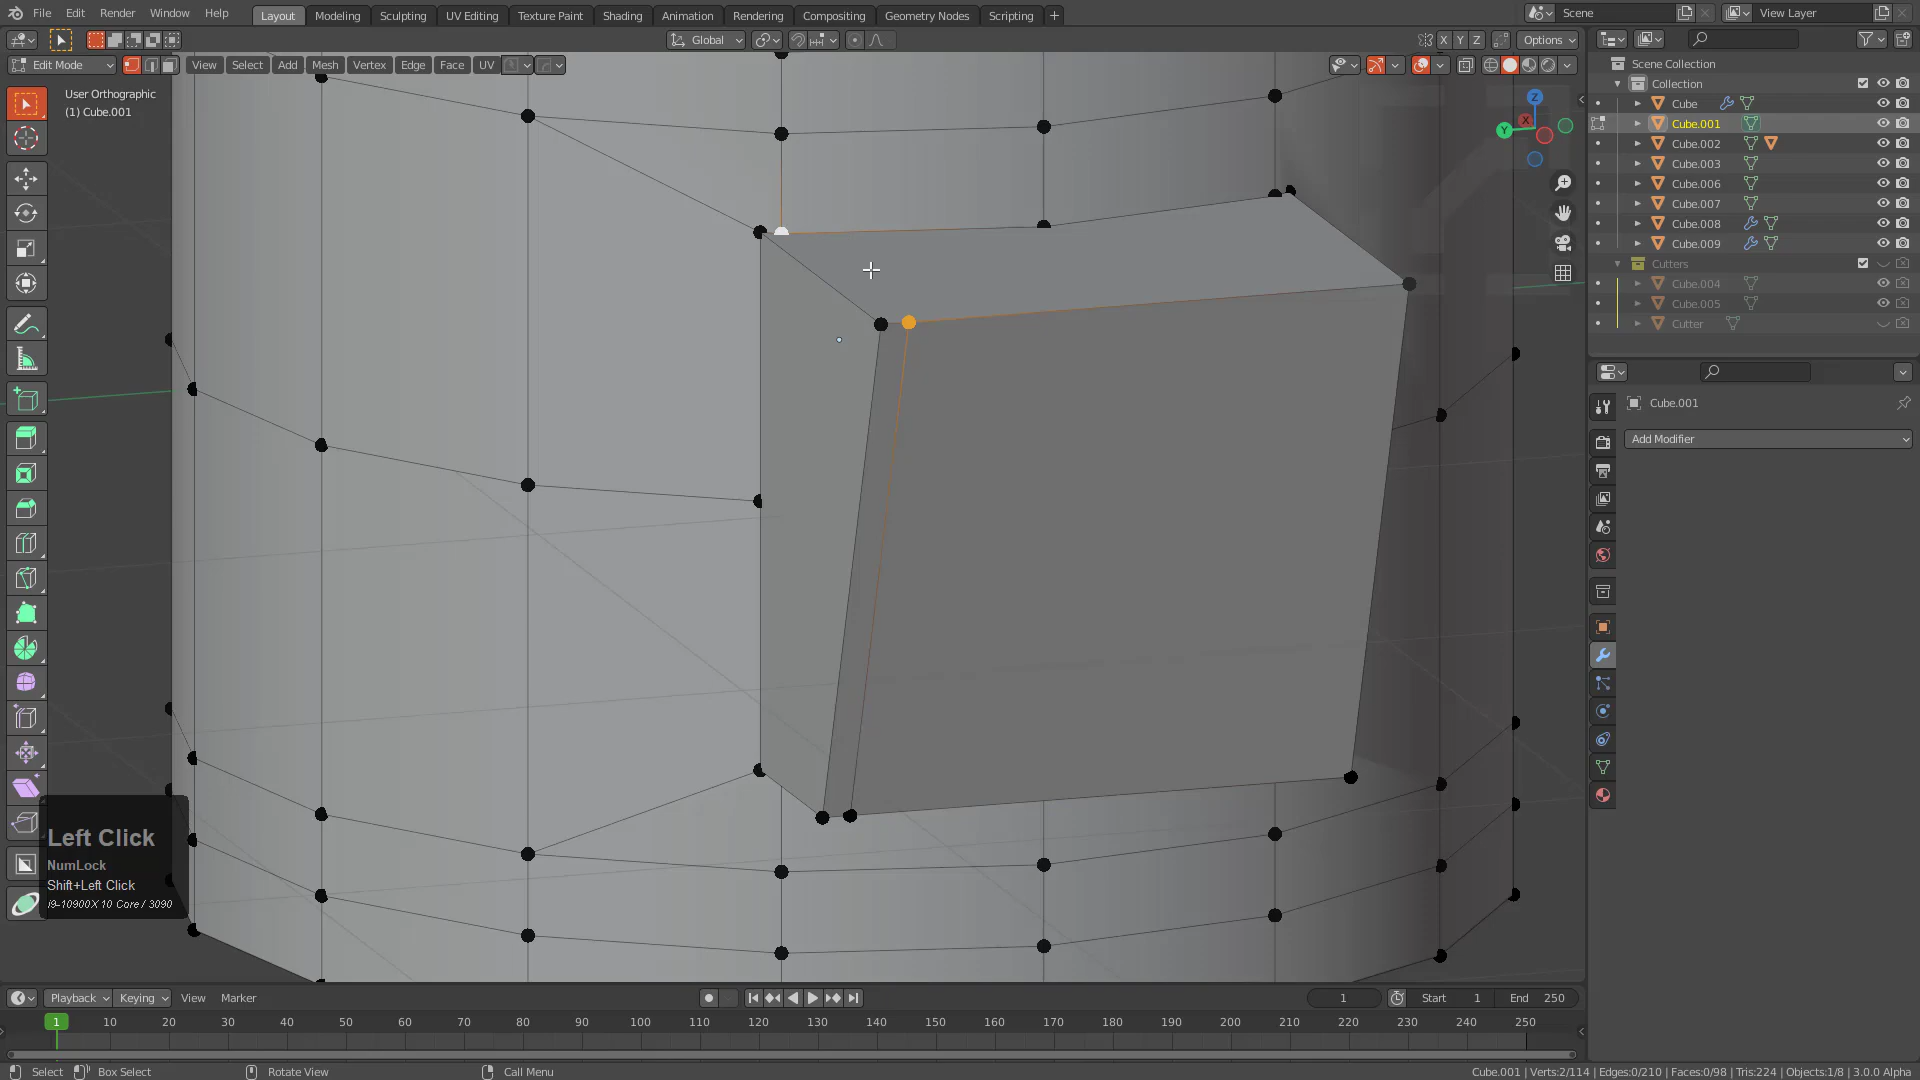 File Edit Render Window Help Layout Modeling Sculpting UV Editing Texture Paint Shading Animation Rendering Compositing Geometry Nodes Scripting + Scene View Layer
Global X Y Z Options
Edit Mode View Select Add Mesh Vertex Edge Face UV
Scene Collection
Collection
Cube
Cube.001
Cube.002
Cube.003
Cube.006
Cube.007
Cube.008
Cube.009
Cutters
Cube.004
Cube.005
Cutter
User Orthographic
(1) Cube.001
Z
X
Y
Cube.001
Add Modifier
Left Click
NumLock
Shift+Left Click
i9-10900X 10 Core / 3090
Playback Keying View Marker 1 Start 1 End 250
1 10 20 30 40 50 60 70 80 90 100 110 120 130 140 150 160 170 180 190 200 210 220 230 240 250
Select Box Select Rotate View Call Menu Cube.001 | Verts:2/114 | Edges:0/210 | Faces:0/98 | Tris:224 | Objects:1/8 | 3.0.0 Alpha